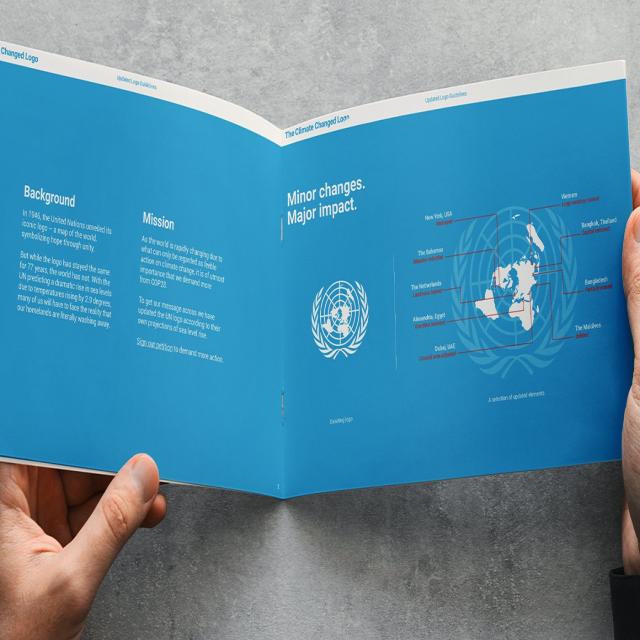 Changed Logo
Updated Logo Guidelines
Background
In 1946, the United Nations unveiled its
iconic logo – a map of the world,
symbolizing hope through unity.
But while the logo has stayed the same
for 77 years, the world has not. With the
UN predicting a dramatic rise in sea levels
due to temperatures rising by 2.9 degrees,
many of us will have to face the reality that
our homelands are literally washing away.
Mission
As the world is rapidly changing due to
what can only be regarded as feeble
action on climate change, it is of utmost
importance that we demand more
from COP28.
To get our message across we have
updated the UN logo according to their
own projections of sea level rise.
Sign our petition to demand more action.
The Climate Changed Logo
Updated Logo Guidelines
Minor changes.
Major impact.
Existing logo
New York, USA
The Bahamas
The Netherlands
Alexandria, Egypt
Dubai, UAE
Vietnam
Bangkok, Thailand
Bangladesh
The Maldives
A selection of updated elements